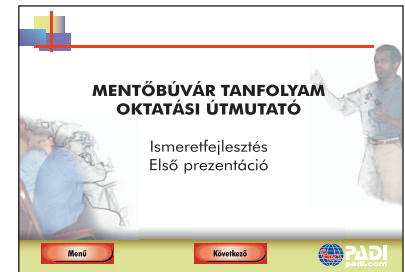 MENTŐBÚVÁR TANFOLYAM
OKTATÁSI ÚTMUTATÓ
Ismeretfejlesztés
Első prezentáció
Menü
Következő
PADI
padi.com